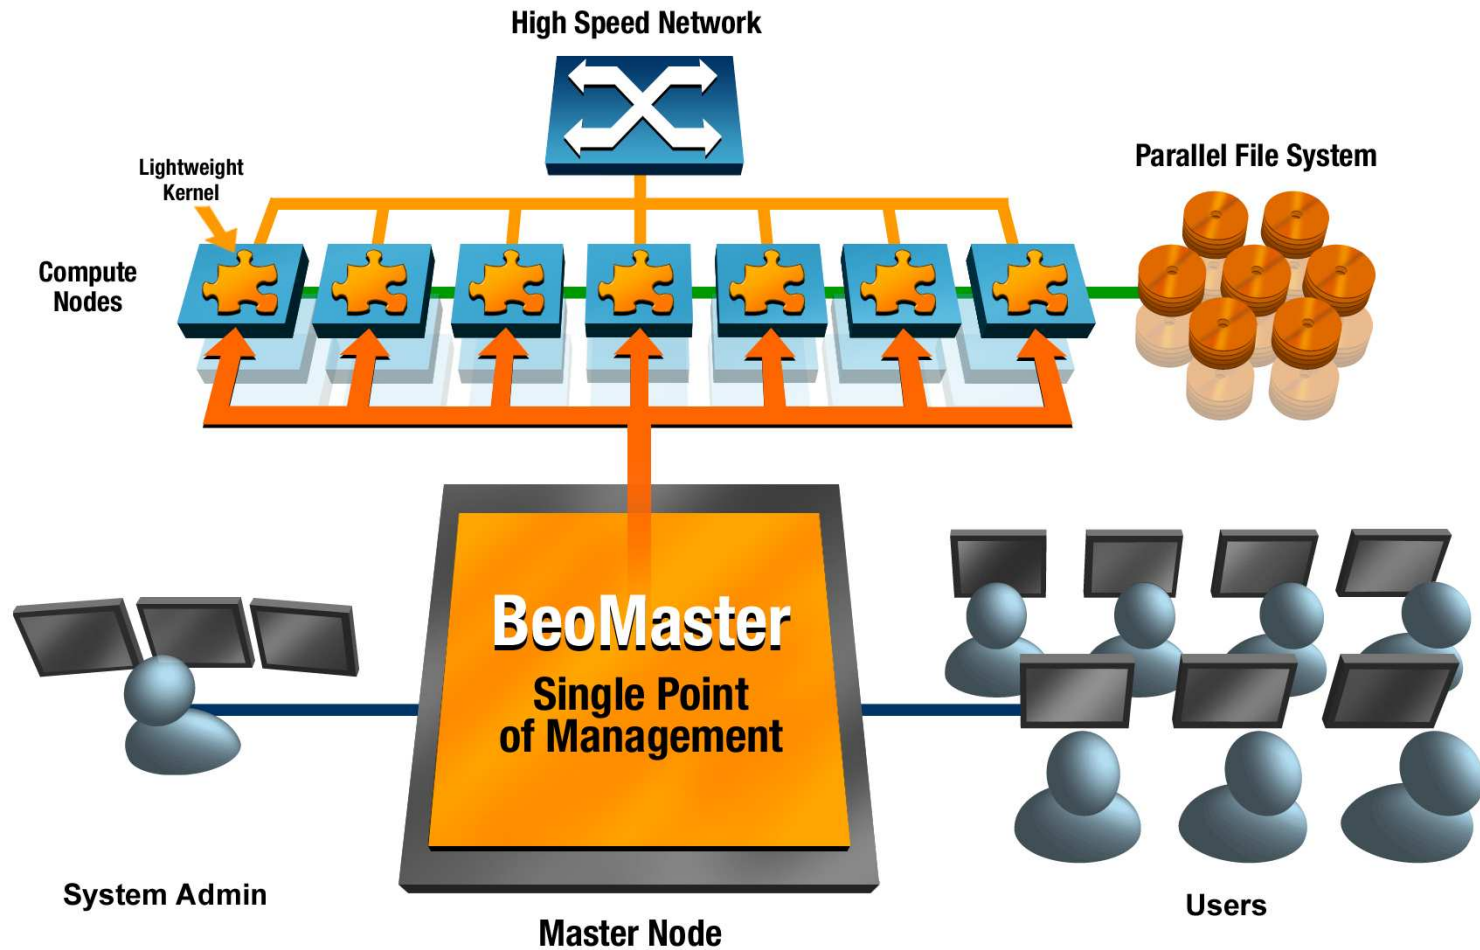 High Speed Network
Parallel File System
Lightweight
Kernel
Compute
Nodes
BeoMaster
Single Point
of Management
System Admin
Users
Master Node